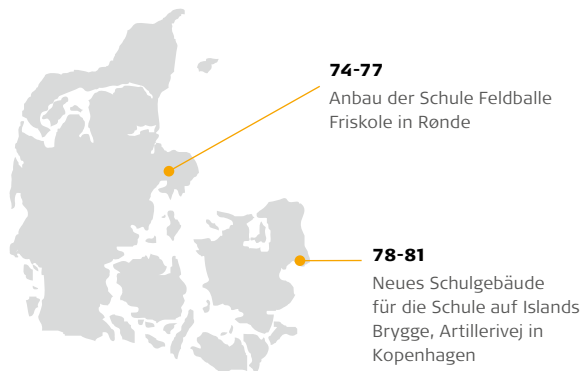 74-77
Anbau der Schule Feldballe
Friskole in Rønde
78-81
Neues Schulgebäude
für die Schule auf Islands
Brygge, Artillerivej in
Kopenhagen